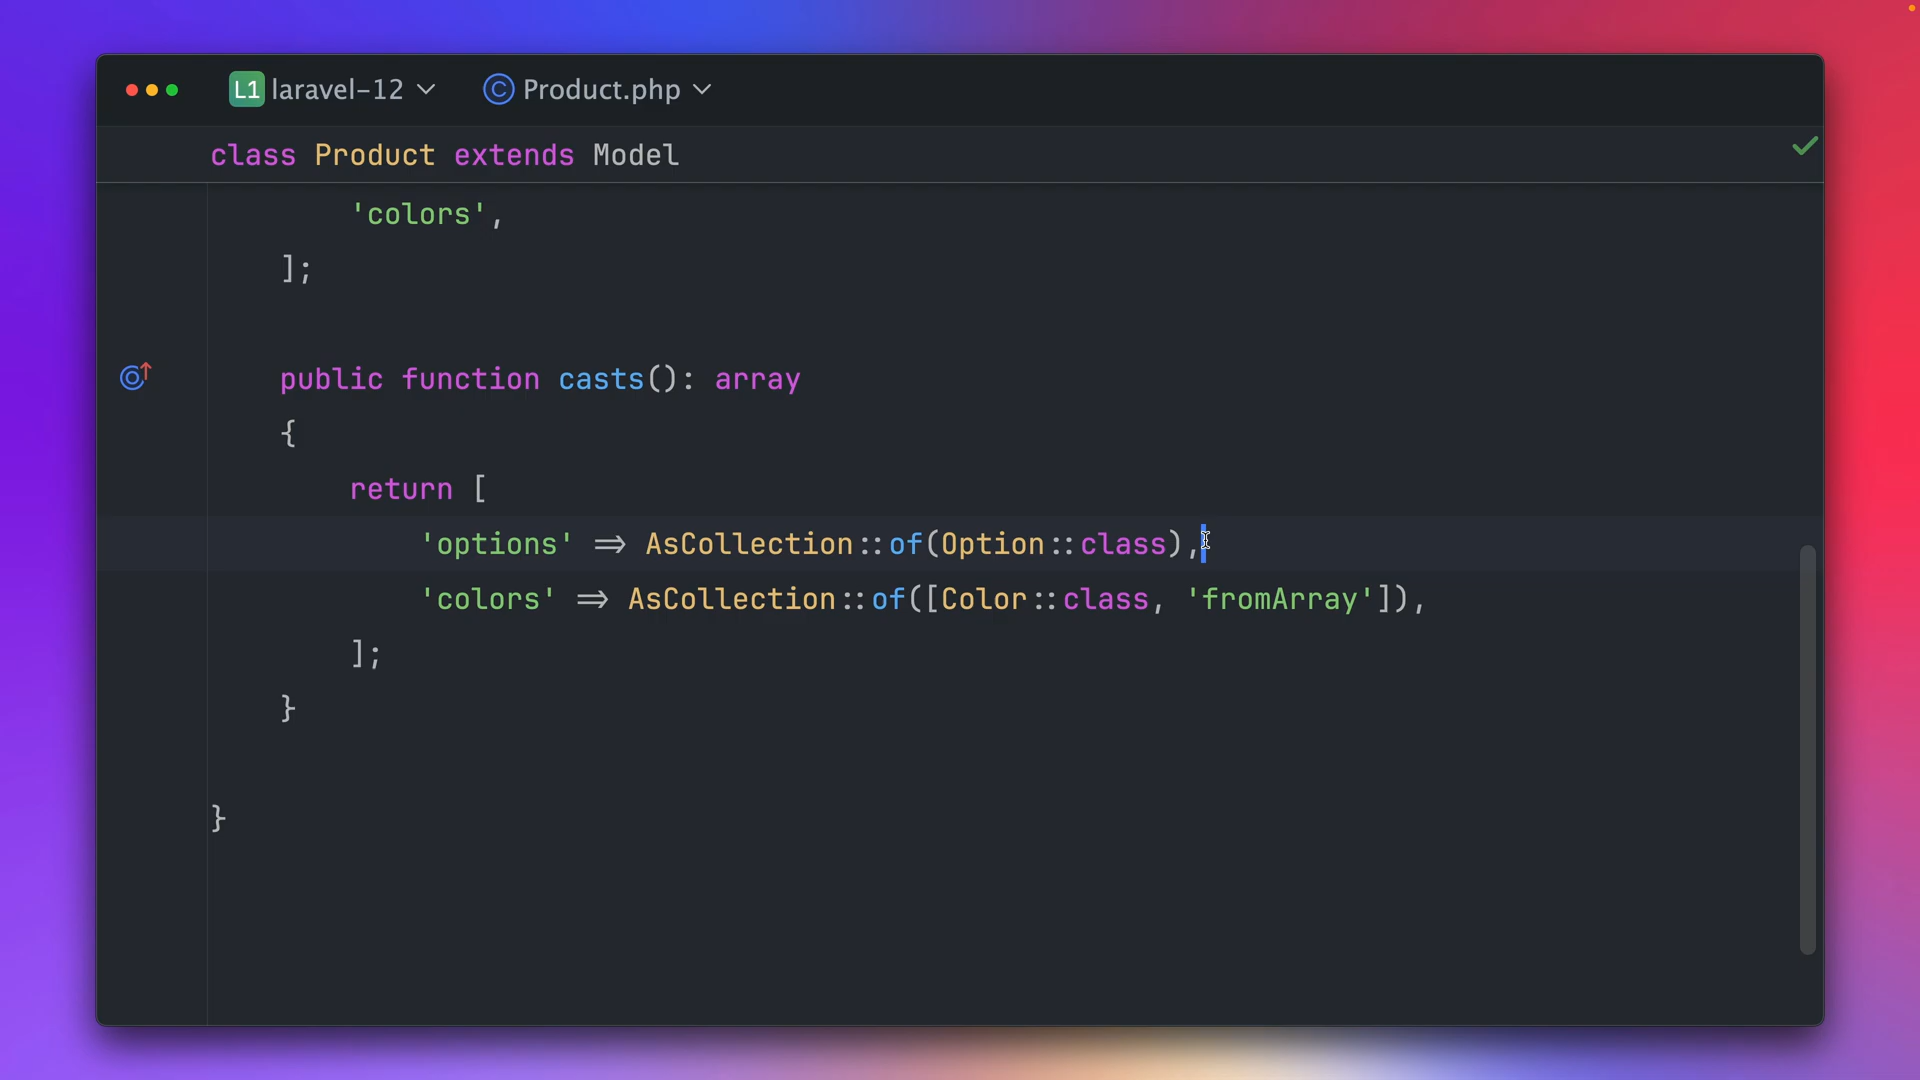 L1 laravel-12 Product.php
class Product extends Model
'colors',
];
public function casts(): array
{
return [
'options' => AsCollection::of(Option::class),
'colors' => AsCollection::of([Color::class, 'fromArray']),
];
}
}